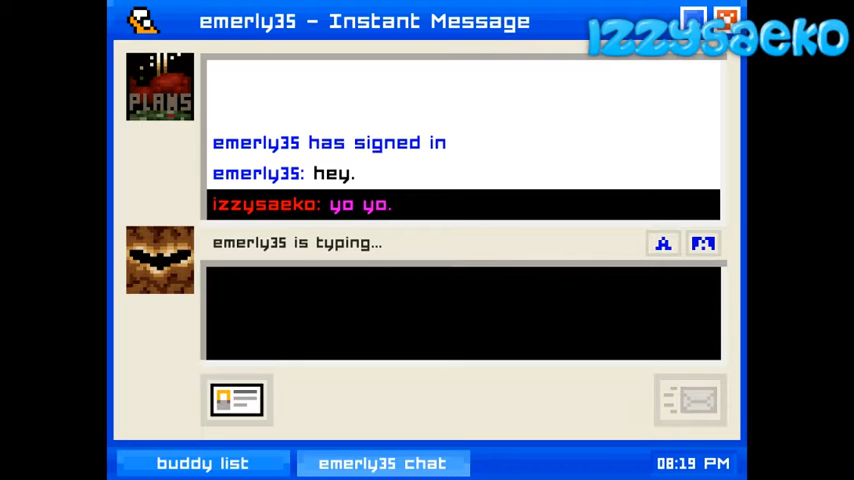 emerly35 - Instant Message
izzysaeko
PLANS
emerly35 has signed in
emerly35: hey.
izzysaeko: yo yo.
emerly35 is typing...
A
buddy list
emerly35 chat
08:19 PM